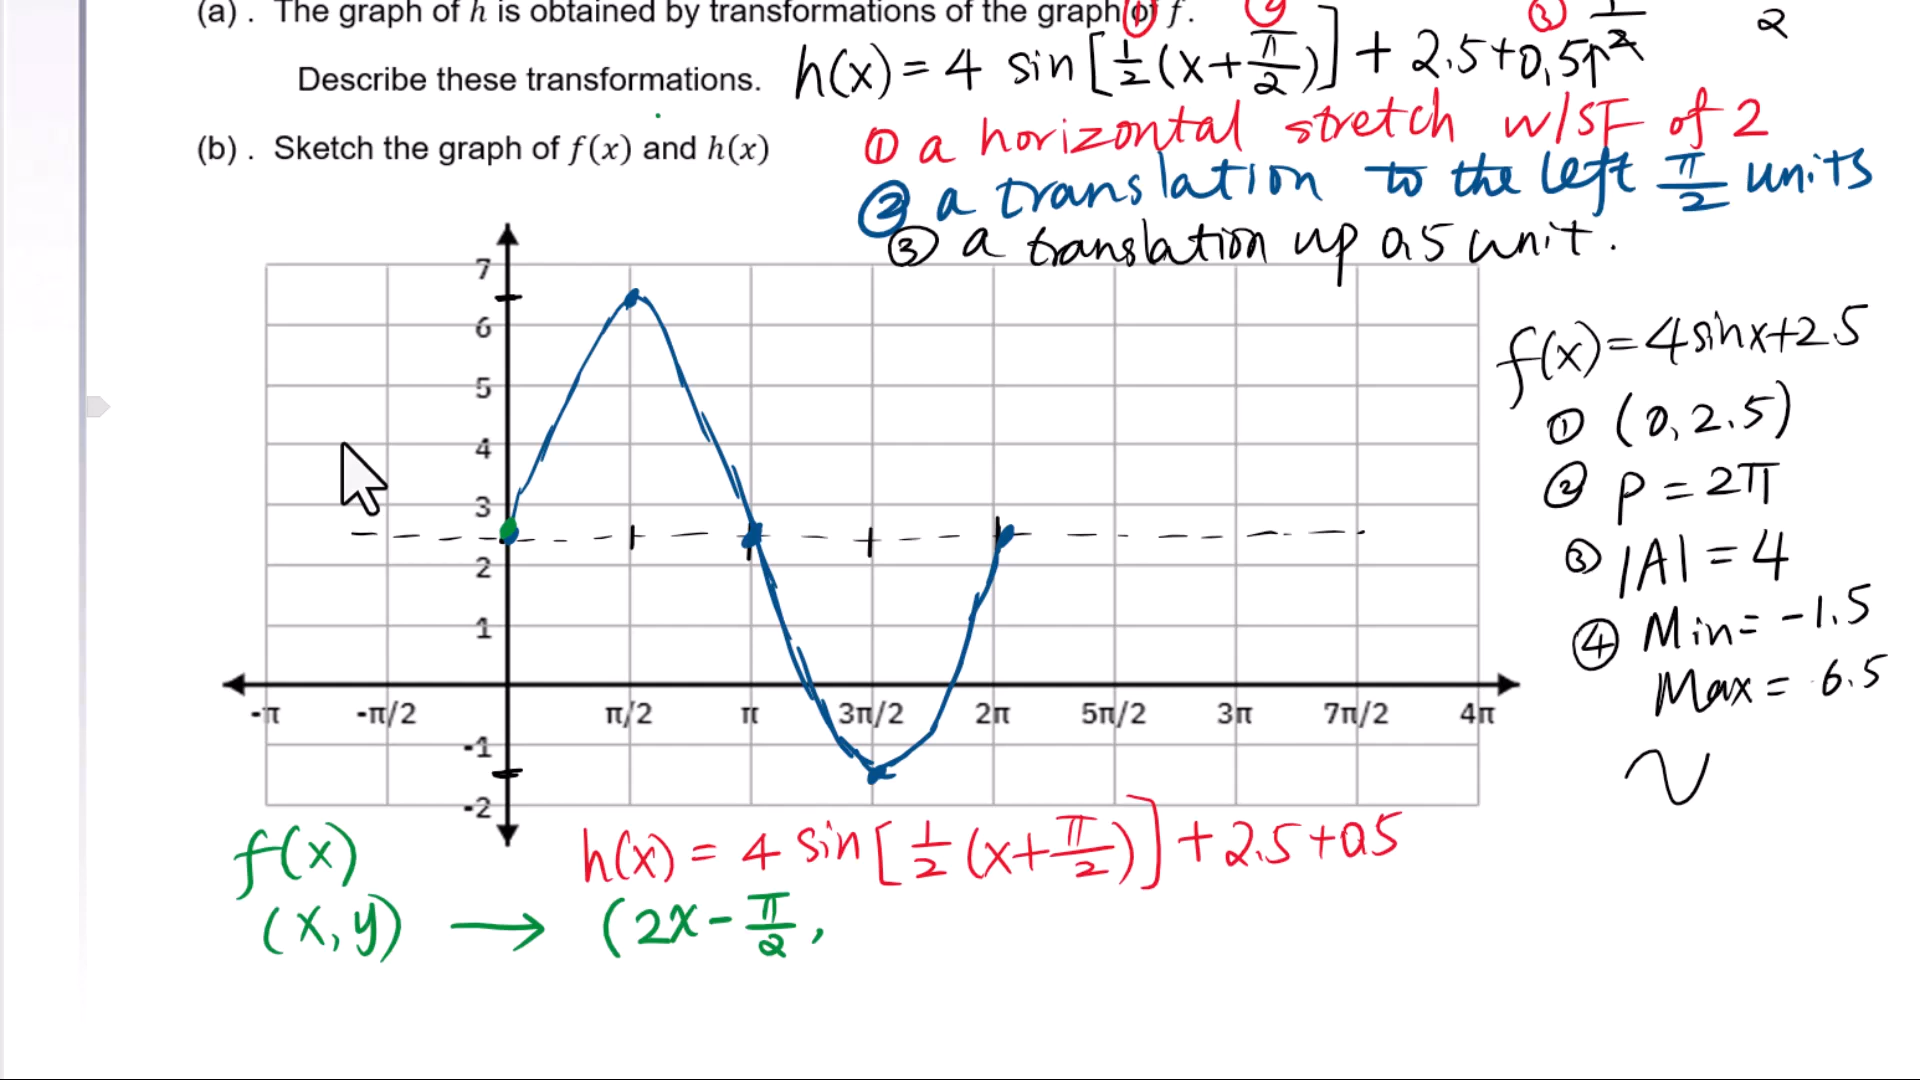 (a) . The graph of h is obtained by transformations of the graph of f.
Describe these transformations.
h(x) = 4 sin [½(x+π/2)] + 2.5+0.5
2
① a horizontal stretch w/SF of 2
(b) . Sketch the graph of f(x) and h(x)
② a translation to the left π/2 units
③ a translation up 0.5 unit.
7
6
5
4
3
2
1
-π -π/2 π/2 π 3π/2 2π 5π/2 3π 7π/2 4π
-1
-2
f(x)=4sinx+2.5
① (0, 2.5)
② P = 2π
③ |A| = 4
④ Min= -1.5
Max = 6.5
f(x) h(x) = 4 sin [½(x+π/2)] + 2.5+0.5
(x, y) → (2x - π/2,